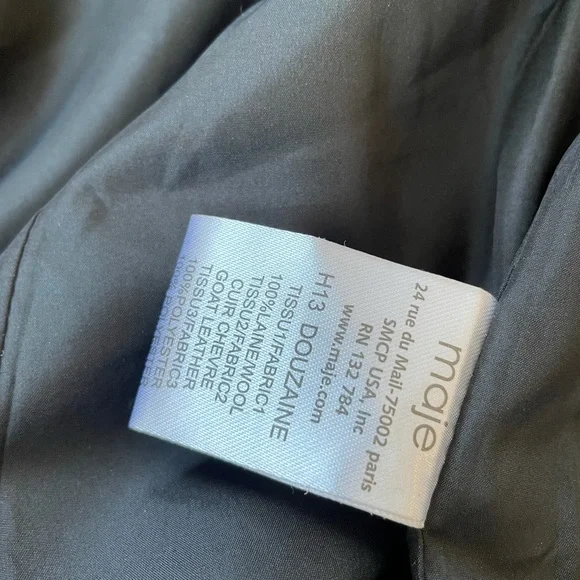 maje
24 rue du Mail-75002 paris
SMCP USA, Inc
RN 132 784
www.maje.com
H13 DOUZAINE
TISSU1/FABRIC1
100%LAINE/WOOL
CUIR CHEVRE
GOAT LEATHER
TISSU2/FABRIC2
TISSU3/FABRIC3
100%POLYESTER